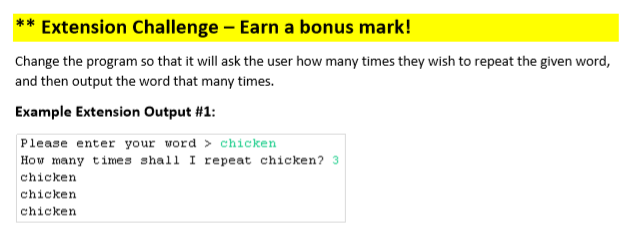 ** Extension Challenge – Earn a bonus mark!
Change the program so that it will ask the user how many times they wish to repeat the given word,
and then output the word that many times.
Example Extension Output #1:
Please enter your word > chicken
How many times shall I repeat chicken? 3
chicken
chicken
chicken